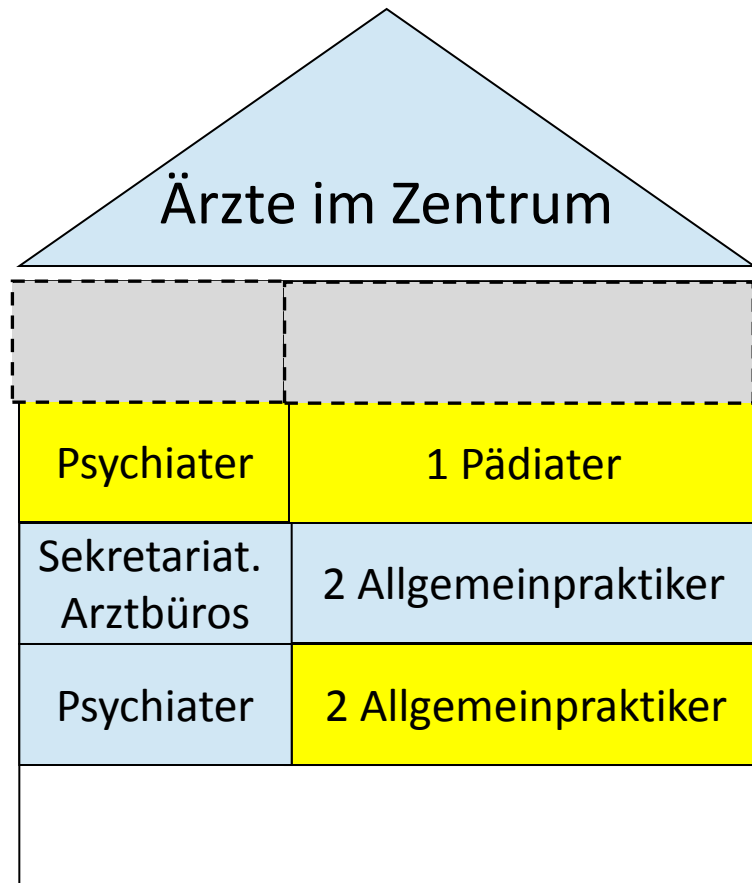 Ärzte im Zentrum
Psychiater
1 Pädiater
Sekretariat.
Arztbüros
2 Allgemeinpraktiker
Psychiater
2 Allgemeinpraktiker